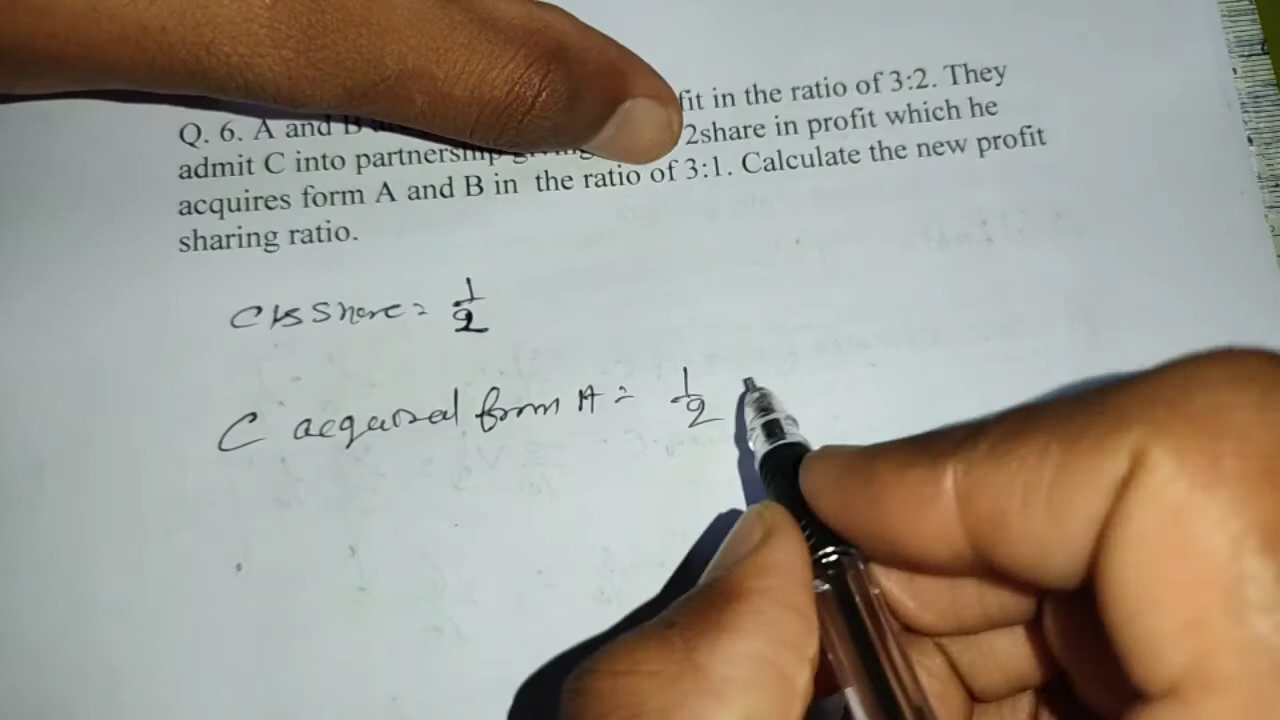 fit in the ratio of 3:2. They
Q. 6. A and B
admit C into partnership 2share in profit which he
acquires form A and B in the ratio of 3:1. Calculate the new profit
sharing ratio.
C's Share = 1/2
C acquired from A = 1/2